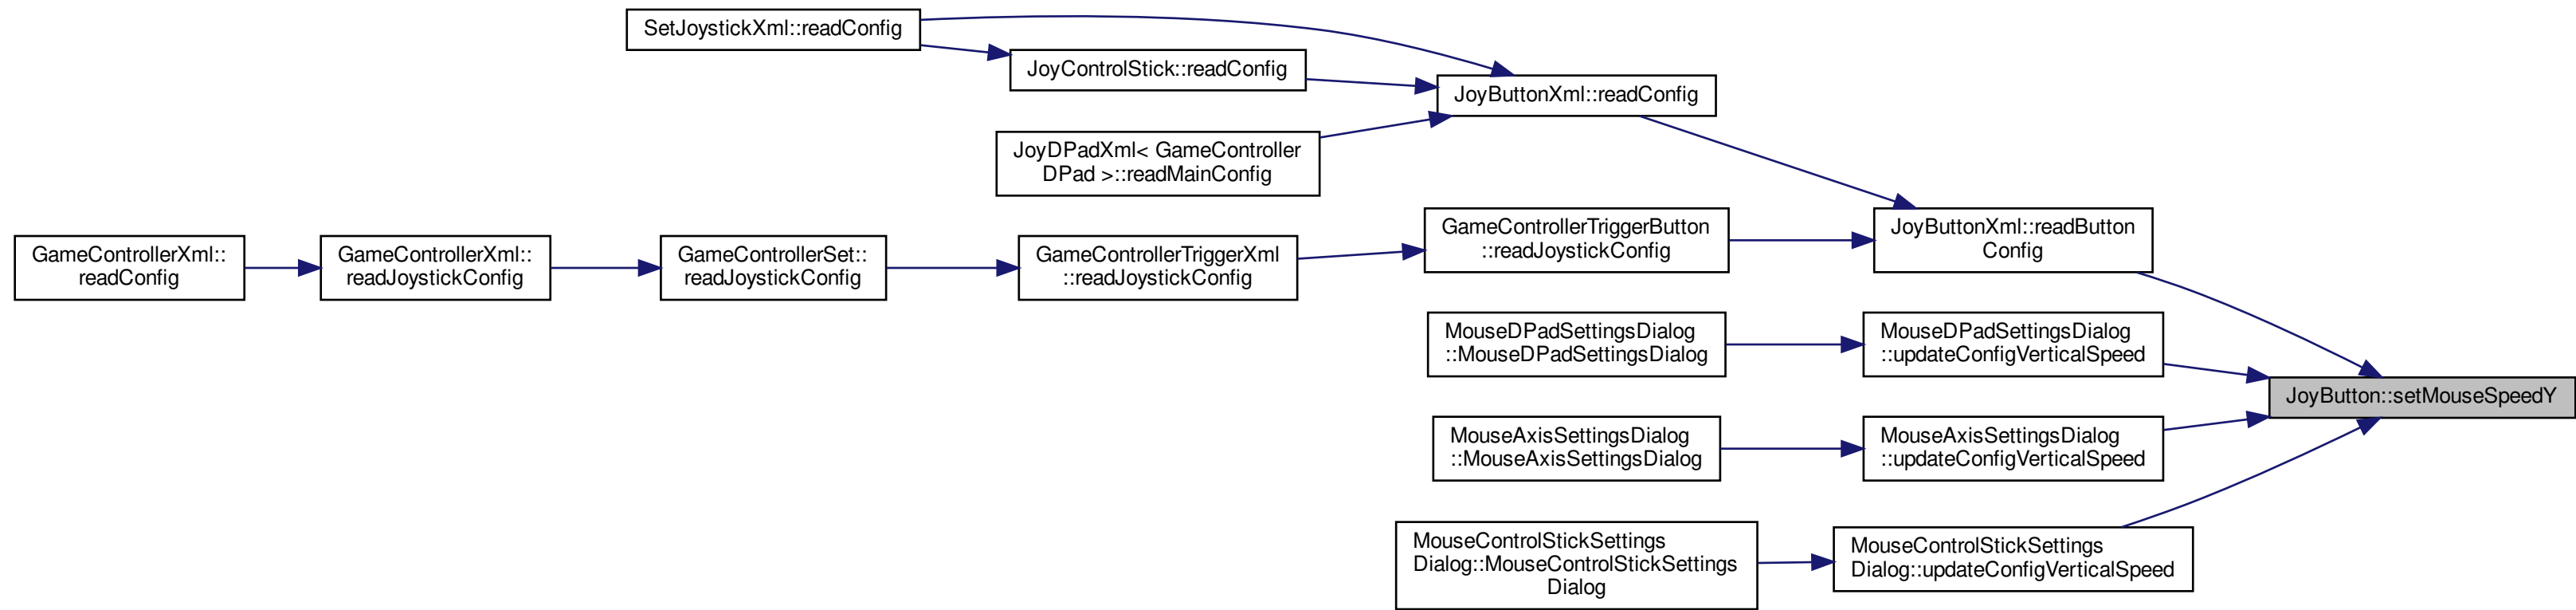 SetJoystickXml::readConfig
JoyControlStick::readConfig
JoyButtonXml::readConfig
JoyDPadXml< GameController
DPad >::readMainConfig
GameControllerXml::
readConfig
GameControllerXml::
readJoystickConfig
GameControllerSet::
readJoystickConfig
GameControllerTriggerXml
::readJoystickConfig
GameControllerTriggerButton
::readJoystickConfig
JoyButtonXml::readButton
Config
MouseDPadSettingsDialog
::MouseDPadSettingsDialog
MouseDPadSettingsDialog
::updateConfigVerticalSpeed
JoyButton::setMouseSpeedY
MouseAxisSettingsDialog
::MouseAxisSettingsDialog
MouseAxisSettingsDialog
::updateConfigVerticalSpeed
MouseControlStickSettings
Dialog::MouseControlStickSettings
Dialog
MouseControlStickSettings
Dialog::updateConfigVerticalSpeed